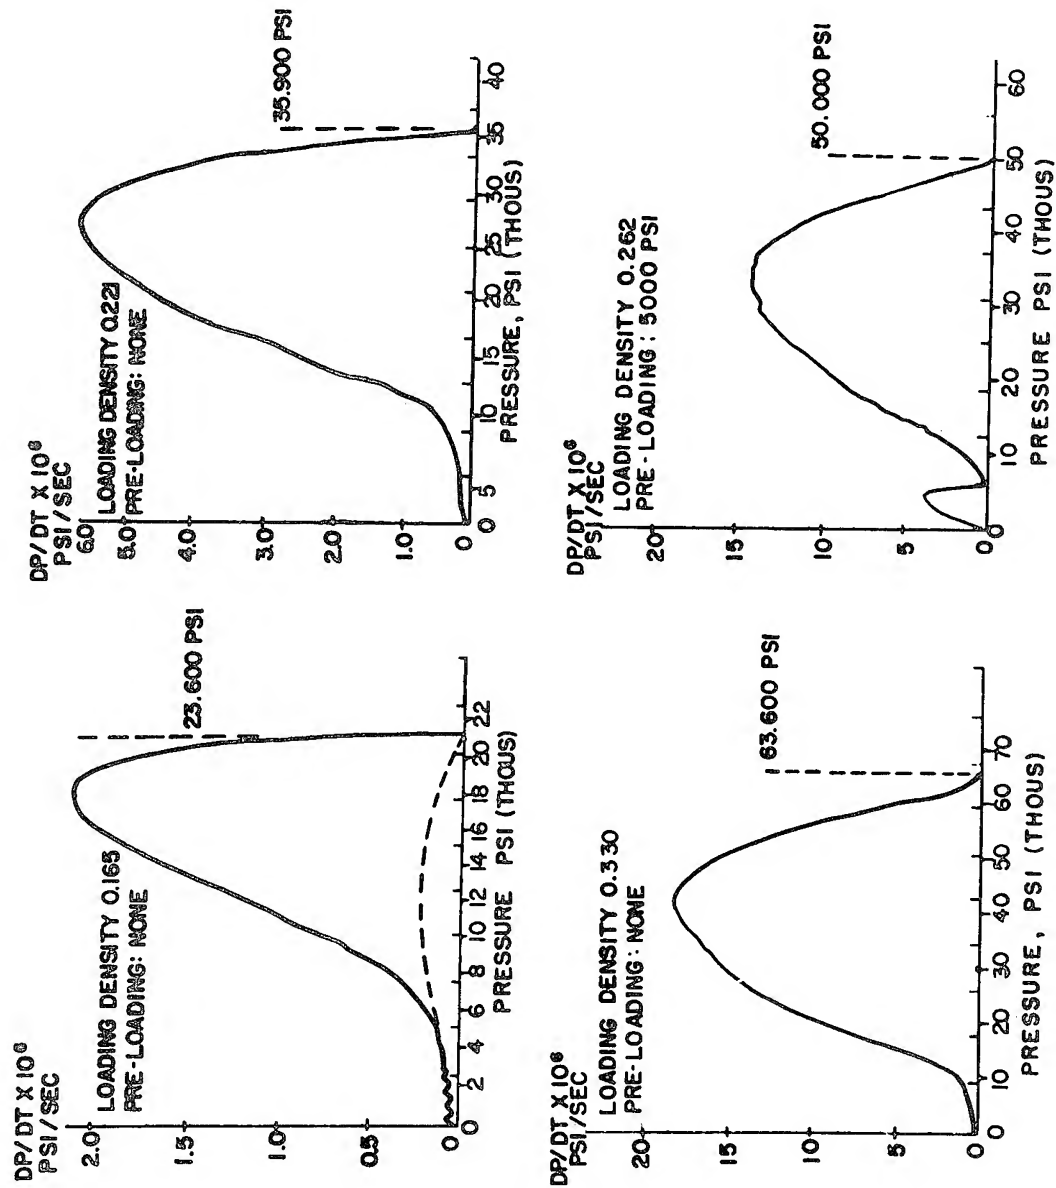 DP/DT X 10⁶
PSI/SEC
2.0
1.5
1.0
0.5
0
LOADING DENSITY 0.165
PRE-LOADING: NONE
23.600 PSI
2 4 6 8 10 12 14 16 18 20 22
PRESSURE PSI (THOUS)
DP/DT X 10⁶
PSI/SEC
6.0
5.0
4.0
3.0
2.0
1.0
0
LOADING DENSITY 0.221
PRE-LOADING: NONE
35.900 PSI
0 5 10 15 20 25 30 35 40
PRESSURE, PSI (THOUS)
DP/DT X 10⁶
PSI/SEC
20
15
10
5
0
LOADING DENSITY 0.330
PRE-LOADING: NONE
63.600 PSI
0 10 20 30 40 50 60 70
PRESSURE, PSI (THOUS)
DP/DT X 10⁶
PSI/SEC
20
15
10
5
0
LOADING DENSITY 0.262
PRE-LOADING: 5000 PSI
50.000 PSI
10 20 30 40 50 60
PRESSURE PSI (THOUS)